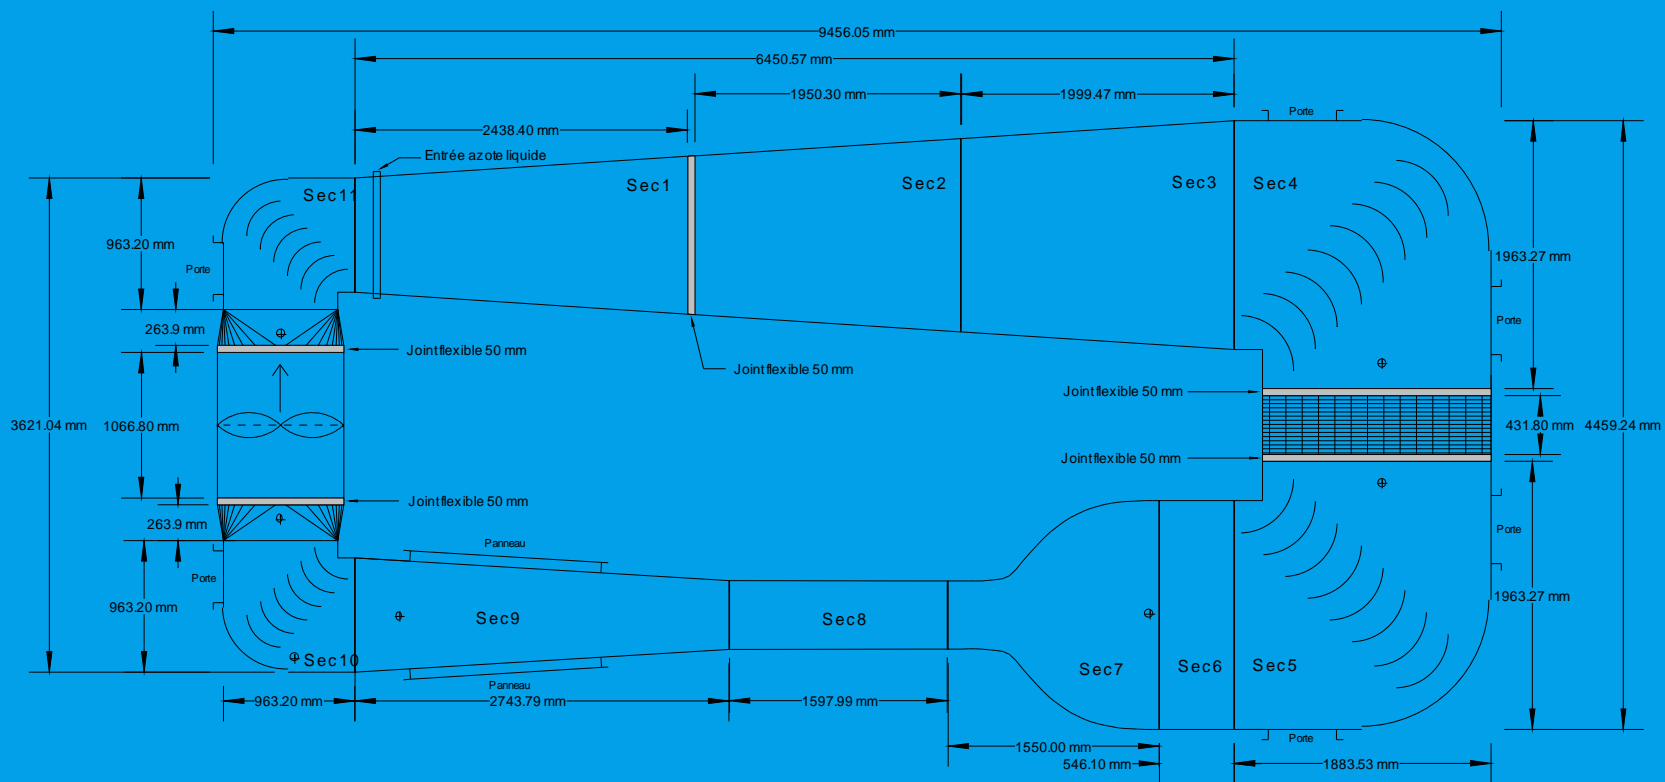 9456.05 mm
6450.57 mm
1950.30 mm
1999.47 mm
2438.40 mm
Porte
Entrée azote liquide
Sec11
Sec1
Sec2
Sec3
Sec4
963.20 mm
Porte
1963.27 mm
263.9 mm
Porte
Joint flexible 50 mm
Joint flexible 50 mm
Joint flexible 50 mm
3621.04 mm
1066.80 mm
431.80 mm
4459.24 mm
Joint flexible 50 mm
Joint flexible 50 mm
263.9 mm
Porte
Panneau
Porte
963.20 mm
1963.27 mm
Sec9
Sec8
Sec10
Sec7
Sec6
Sec5
Panneau
963.20 mm
2743.79 mm
1597.99 mm
Porte
1550.00 mm
546.10 mm
1883.53 mm